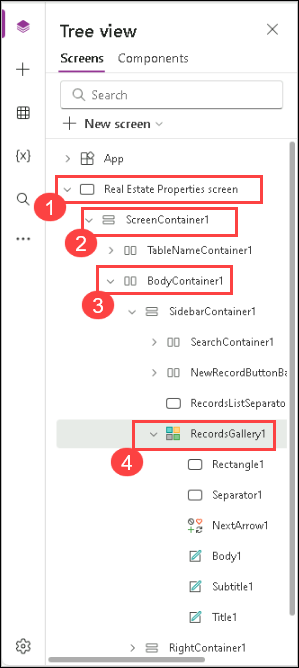 Tree view
Screens Components
Search
New screen
App
1
Real Estate Properties screen
2
ScreenContainer1
TableNameContainer1
3
BodyContainer1
SidebarContainer1
SearchContainer1
NewRecordButtonBa
RecordsListSeparato
4
RecordsGallery1
Rectangle1
Separator1
NextArrow1
Body1
Subtitle1
Title1
RightContainer1